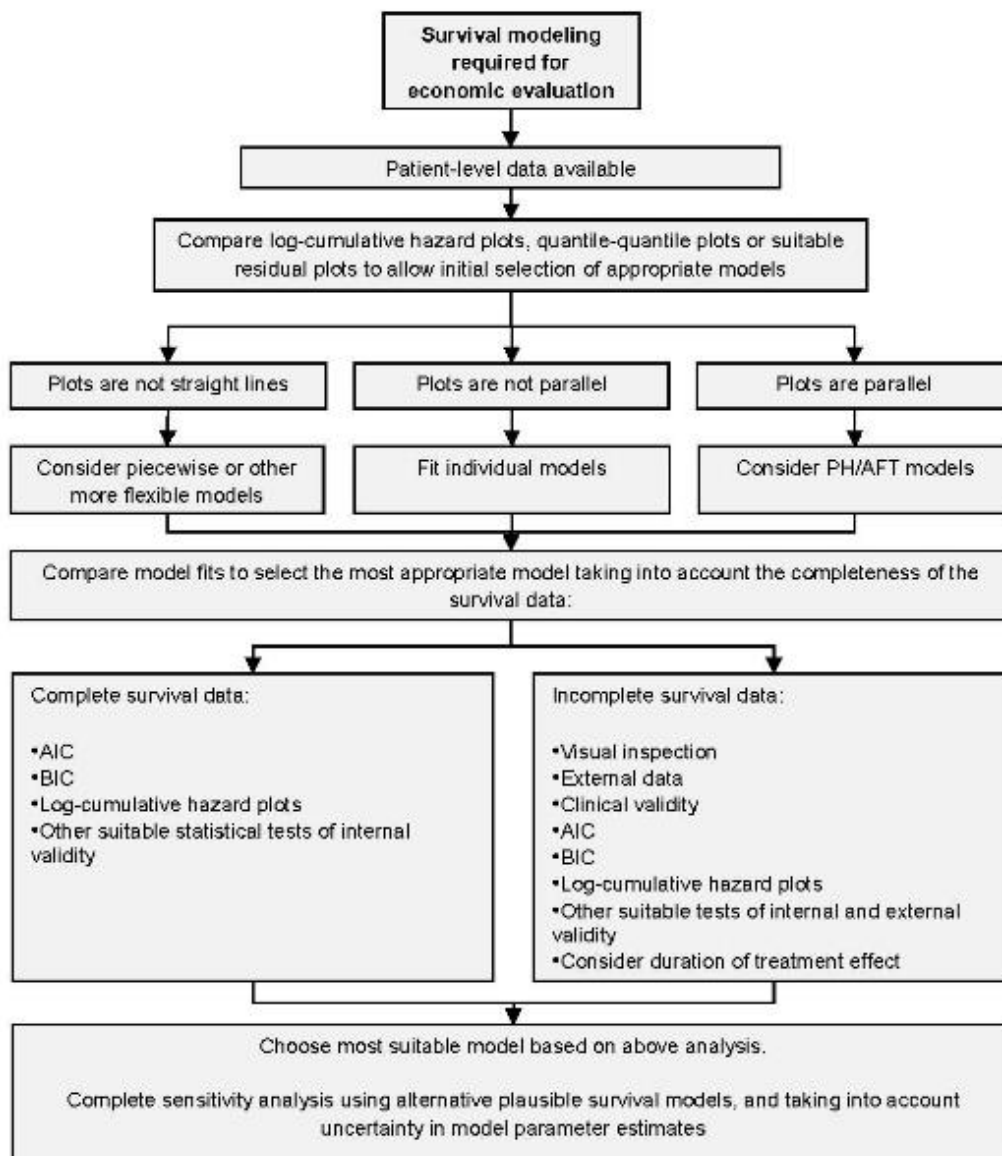 Survival modeling
required for
economic evaluation
Patient-level data available
Compare log-cumulative hazard plots, quantile-quantile plots or suitable
residual plots to allow initial selection of appropriate models
Plots are not straight lines
Plots are not parallel
Plots are parallel
Consider piecewise or other
more flexible models
Fit individual models
Consider PH/AFT models
Compare model fits to select the most appropriate model taking into account the completeness of the
survival data:
Complete survival data:
•AIC
•BIC
•Log-cumulative hazard plots
•Other suitable statistical tests of internal
validity
Incomplete survival data:
•Visual inspection
•External data
•Clinical validity
•AIC
•BIC
•Log-cumulative hazard plots
•Other suitable tests of internal and external
validity
•Consider duration of treatment effect
Choose most suitable model based on above analysis.
Complete sensitivity analysis using alternative plausible survival models, and taking into account
uncertainty in model parameter estimates